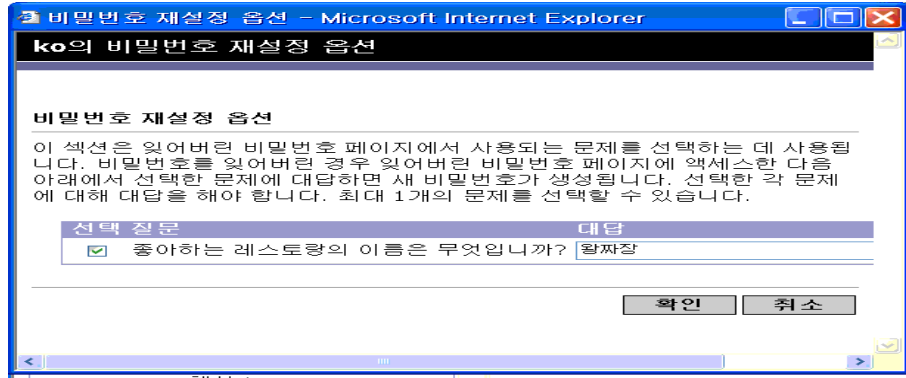 비밀번호 재설정 옵션 - Microsoft Internet Explorer
ko의 비밀번호 재설정 옵션
비밀번호 재설정 옵션
이 섹션은 잊어버린 비밀번호 페이지에서 사용되는 문제를 선택하는 데 사용됩
니다. 비밀번호를 잊어버린 경우 잊어버린 비밀번호 페이지에 액세스한 다음
아래에서 선택한 문제에 대답하면 새 비밀번호가 생성됩니다. 선택한 각 문제
에 대해 대답을 해야 합니다. 최대 1개의 문제를 선택할 수 있습니다.
선택 질문 대답
좋아하는 레스토랑의 이름은 무엇입니까? 왕짜장
확인 취소